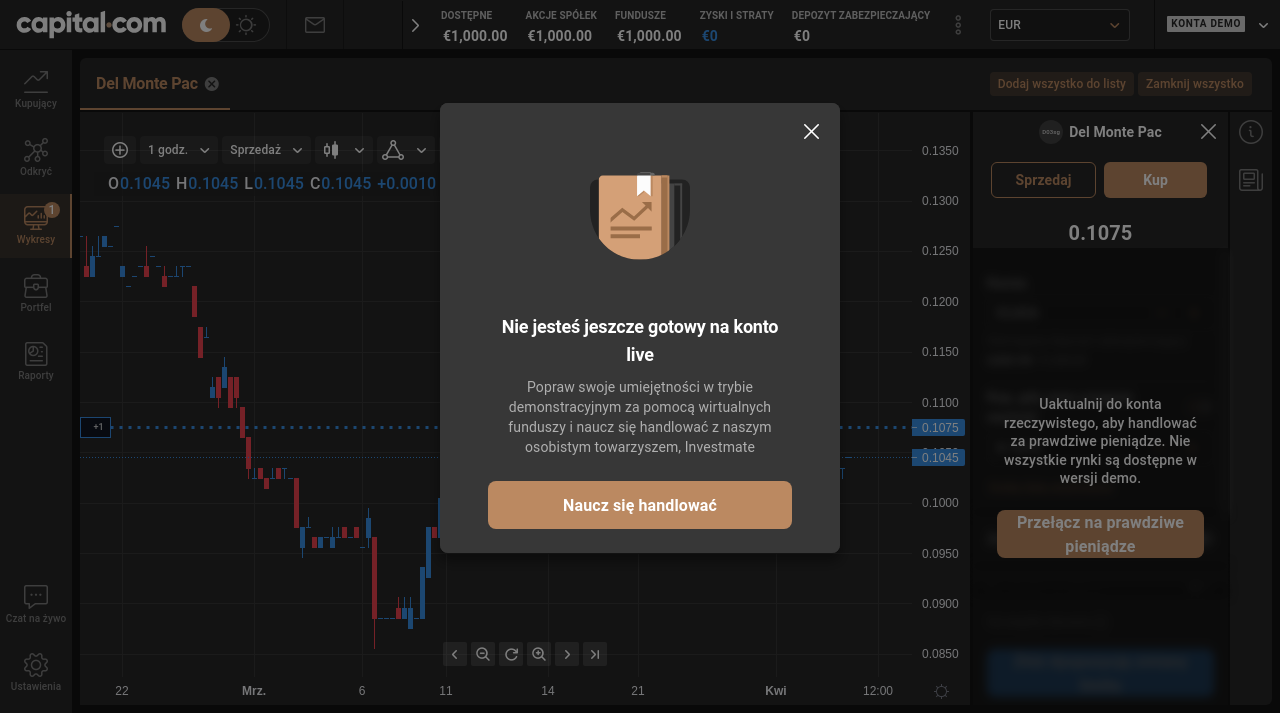 capital.com
DOSTĘPNE
€1,000.00
AKCJE SPÓŁEK
€1,000.00
FUNDUSZE
€1,000.00
ZYSKI I STRATY
€0
DEPOZYT ZABEZPIECZAJĄCY
€0
EUR
KONTO DEMO
Kupujący
Odkryć
1
Wykresy
Portfel
Raporty
Czat na żywo
Ustawienia
Del Monte Pac
Dodaj wszystko do listy
Zamknij wszystko
1 godz.
Sprzedaż
O0.1045 H0.1045 L0.1045 C0.1045 +0.0010
0.1350
0.1300
0.1250
0.1200
0.1150
0.1100
0.1075
0.1045
0.1000
0.0950
0.0900
0.0850
+1
22
Mrz.
6
11
14
21
Kwi
12:00
Nie jesteś jeszcze gotowy na konto
live
Popraw swoje umiejętności w trybie
demonstracyjnym za pomocą wirtualnych
funduszy i naucz się handlować z naszym
osobistym towarzyszem, Investmate
Naucz się handlować
Del Monte Pac
Sprzedaj
Kup
0.1075
Uaktualnij do konta
rzeczywistego, aby handlować
za prawdziwe pieniądze. Nie
wszystkie rynki są dostępne w
wersji demo.
Przełącz na prawdziwe
pieniądze